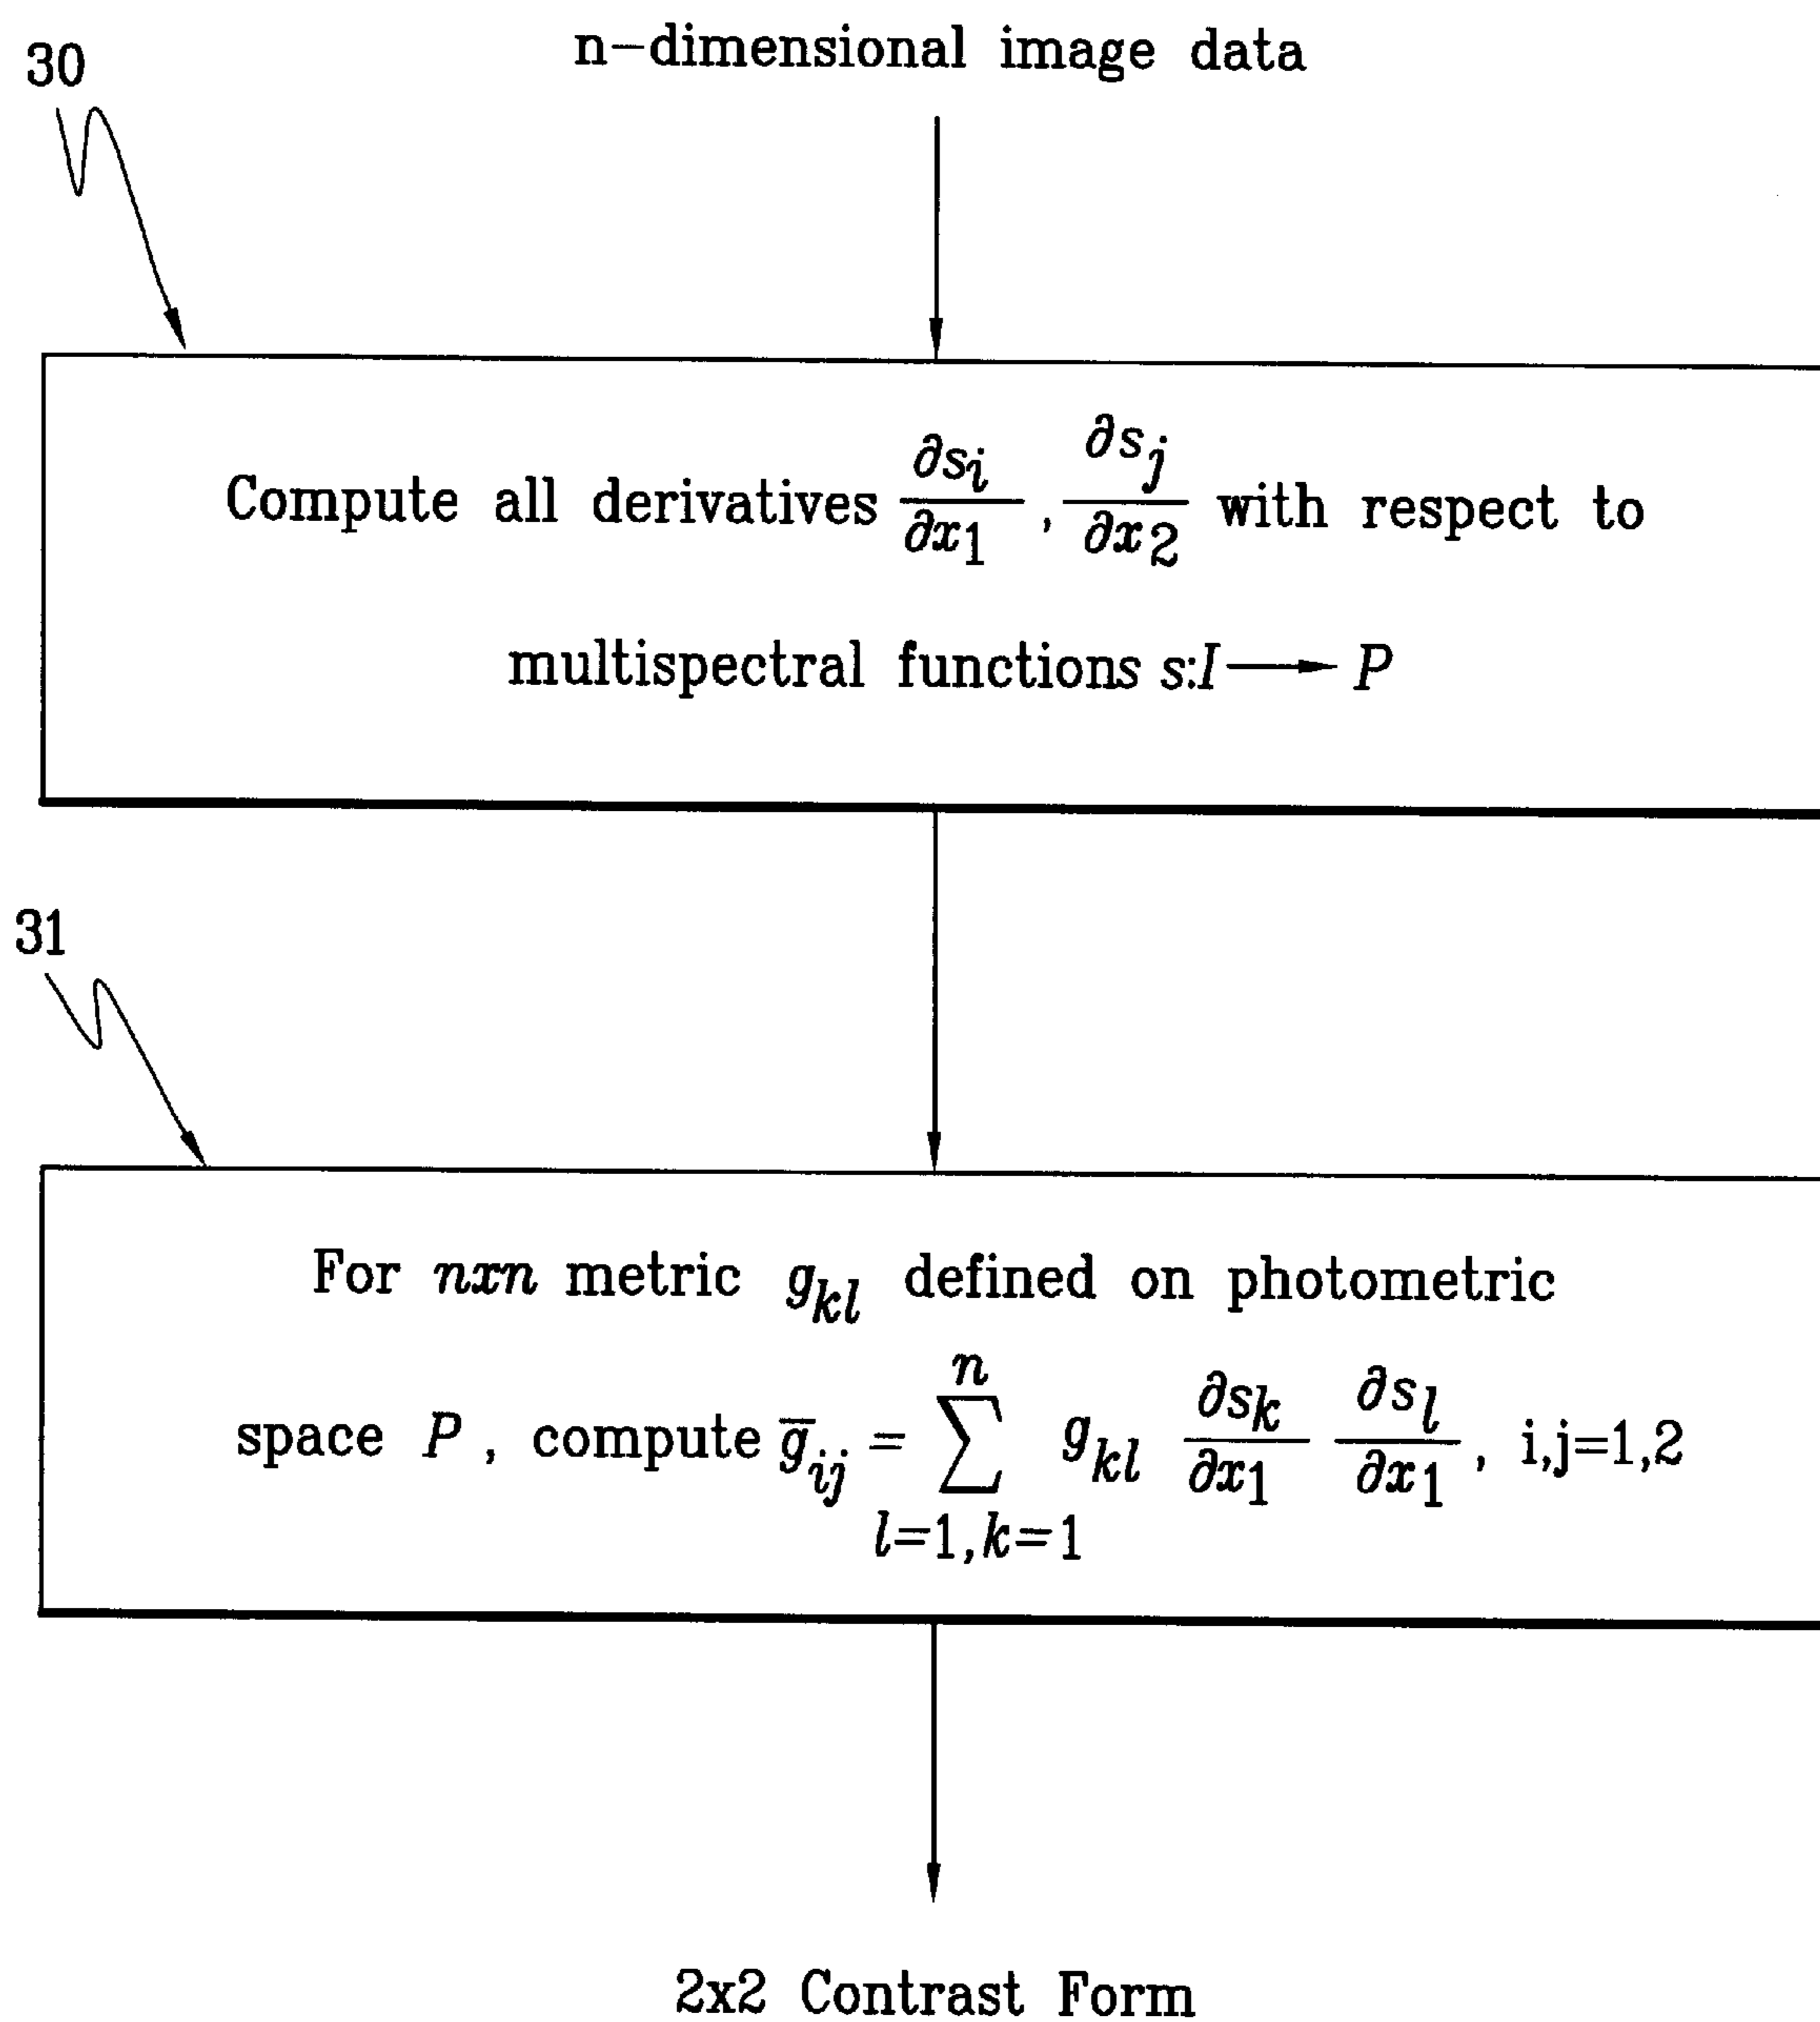 n-dimensional image data
30
Compute all derivatives ∂s_i/∂x_1 , ∂s_j/∂x_2 with respect to
multispectral functions s:I → P
31
For nxn metric g_kl defined on photometric
space P , compute g̅_ij = ∑_{l=1,k=1}^{n} g_kl ∂s_k/∂x_1 ∂s_l/∂x_1 , i,j=1,2
2x2 Contrast Form